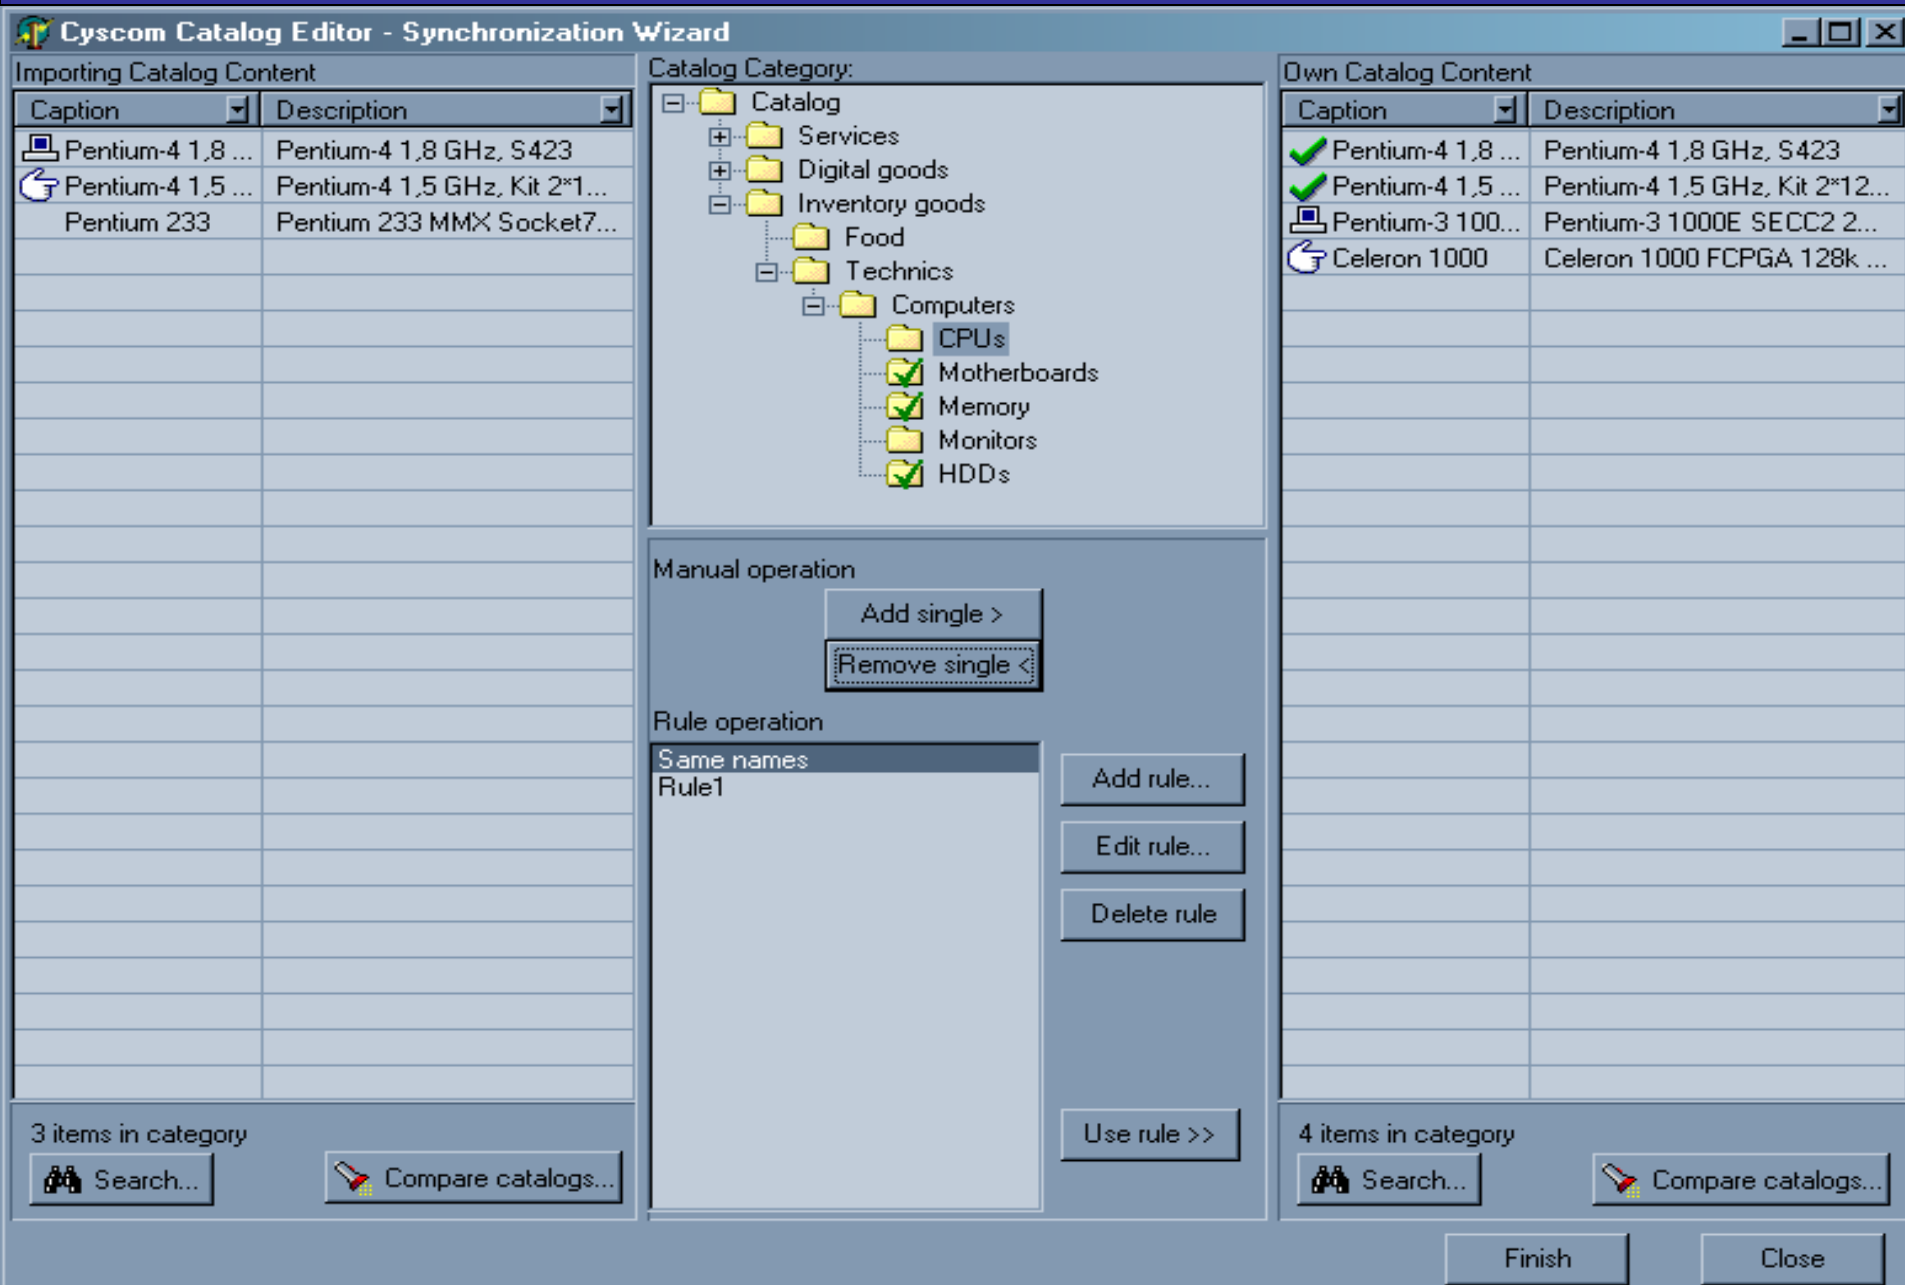 Cyscom Catalog Editor - Synchronization Wizard
Importing Catalog Content
Caption Description
Pentium-4 1,8 ... Pentium-4 1,8 GHz, S423
Pentium-4 1,5 ... Pentium-4 1,5 GHz, Kit 2*1...
Pentium 233 Pentium 233 MMX Socket7...
3 items in category
Search...
Compare catalogs...
Catalog Category:
Catalog
Services
Digital goods
Inventory goods
Food
Technics
Computers
CPUs
Motherboards
Memory
Monitors
HDDs
Manual operation
Add single >
Remove single <
Rule operation
Same names
Rule1
Add rule...
Edit rule...
Delete rule
Use rule >>
Own Catalog Content
Caption Description
Pentium-4 1,8 ... Pentium-4 1,8 GHz, S423
Pentium-4 1,5 ... Pentium-4 1,5 GHz, Kit 2*12...
Pentium-3 100... Pentium-3 1000E SECC2 2...
Celeron 1000 Celeron 1000 FCPGA 128k ...
4 items in category
Search...
Compare catalogs...
Finish
Close